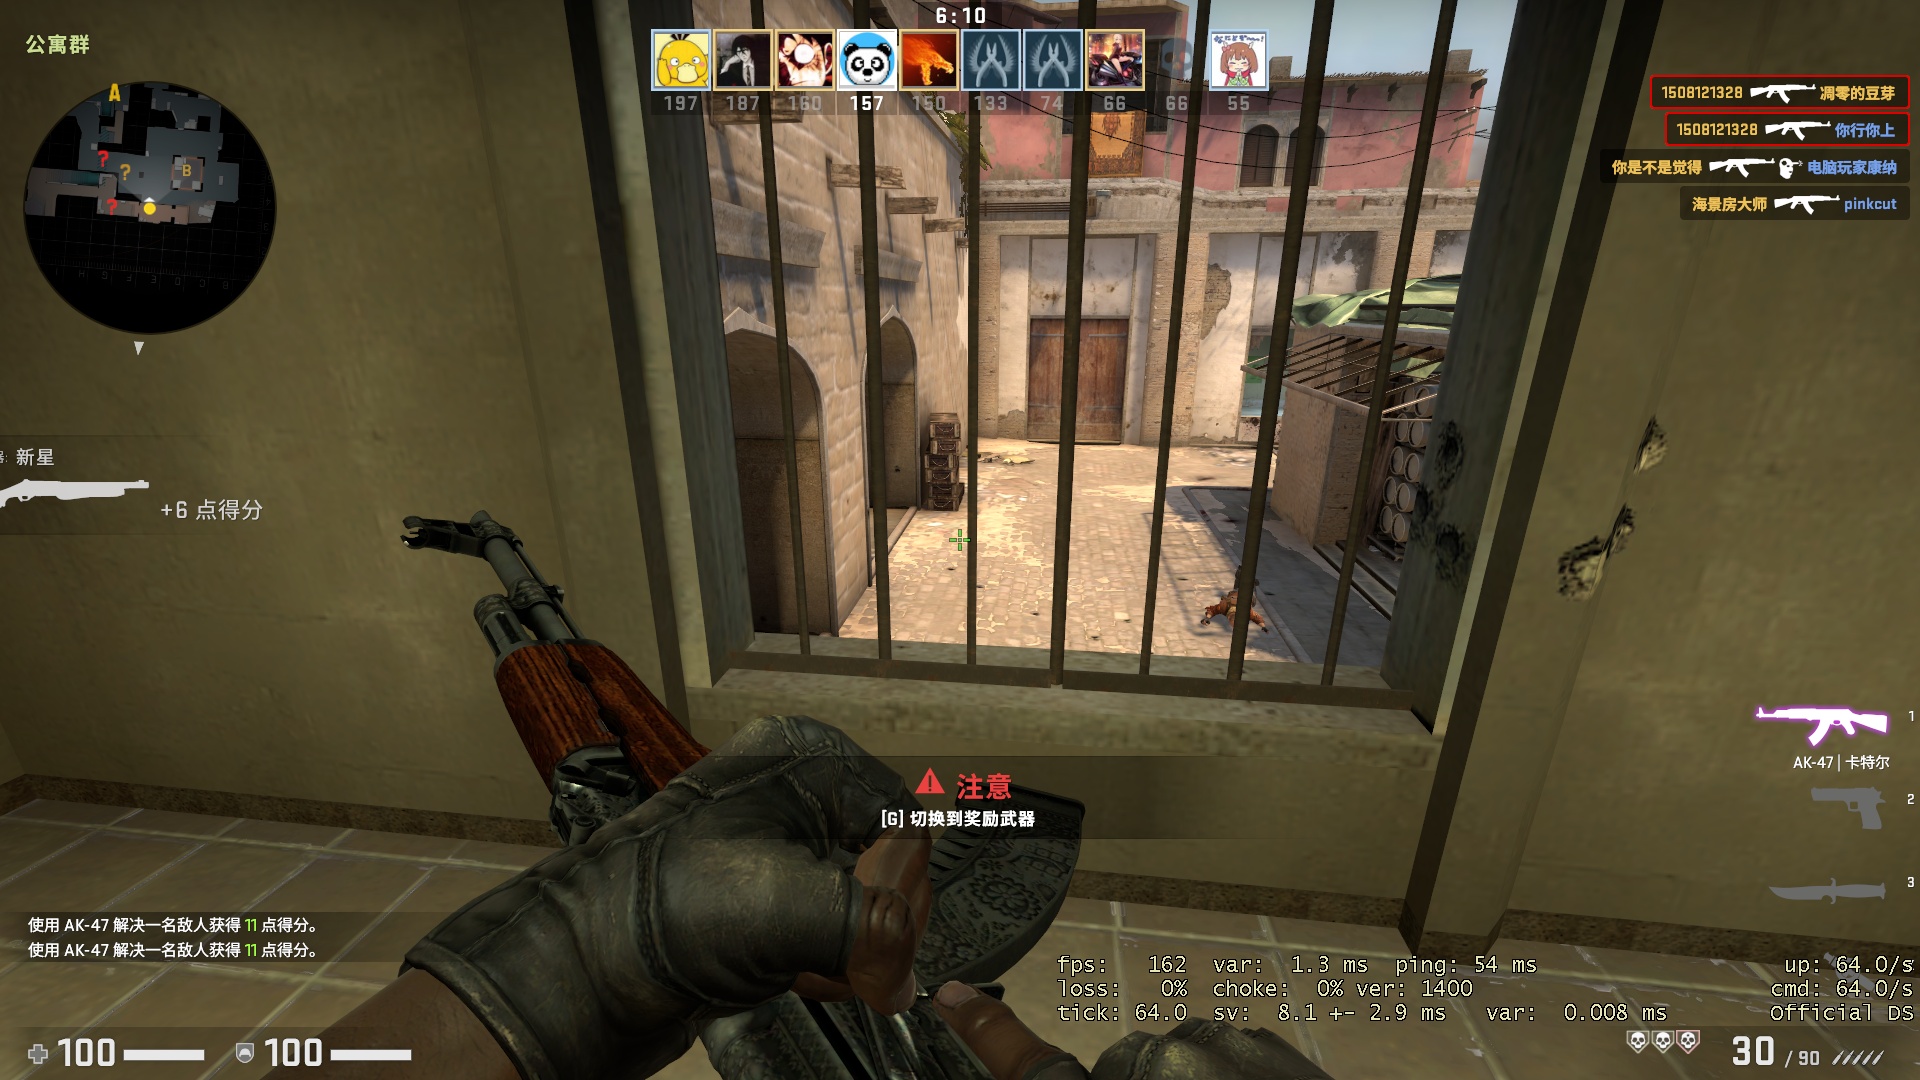 6:10
公寓群
197 187 160 157 150 133 74 66 66 55
A
?
?
B
?
1508121328 凋零的豆芽
1508121328 你行你上
你是不是觉得 电脑玩家康纳
海景房大师 pinkcut
器: 新星
+6 点得分
1
AK-47 | 卡特尔
2
3
注意
[G] 切换到奖励武器
使用 AK-47 解决一名敌人获得 11 点得分。
使用 AK-47 解决一名敌人获得 11 点得分。
fps: 162 var: 1.3 ms ping: 54 ms up: 64.0/s
loss: 0% choke: 0% ver: 1400 cmd: 64.0/s
tick: 64.0 sv: 8.1 +- 2.9 ms var: 0.008 ms Official DS
100 100
30 / 90